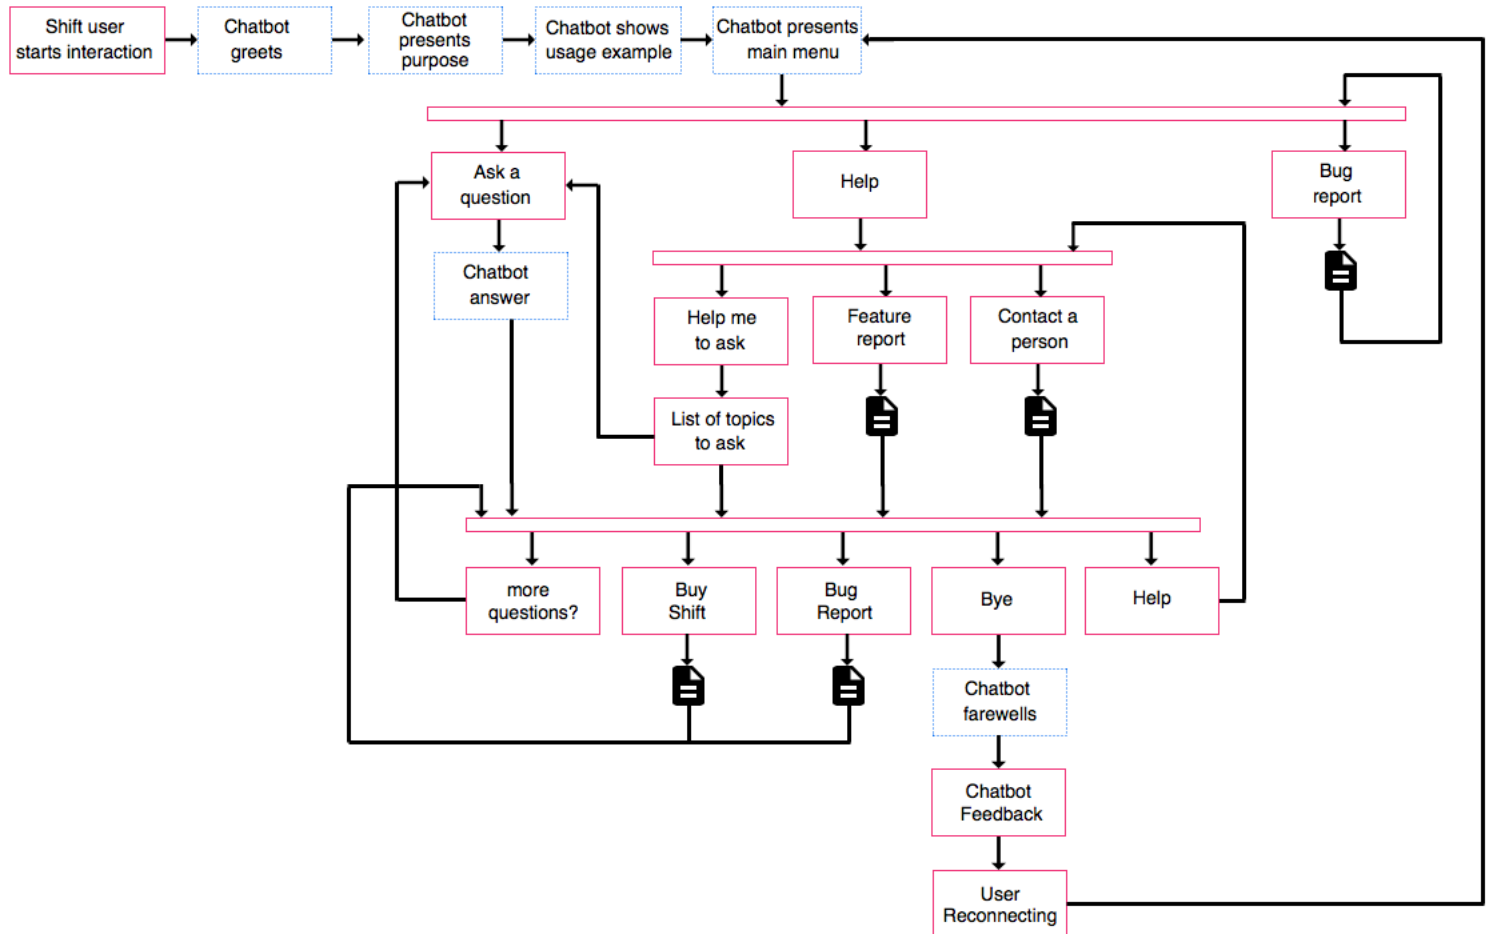 Shift user
starts interaction
Chatbot
greets
Chatbot
presents
purpose
Chatbot shows
usage example
Chatbot presents
main menu
Ask a
question
Help
Bug
report
Chatbot
answer
Help me
to ask
Feature
report
Contact a
person
List of topics
to ask
more
questions?
Buy
Shift
Bug
Report
Bye
Help
Chatbot
farewells
Chatbot
Feedback
User
Reconnecting